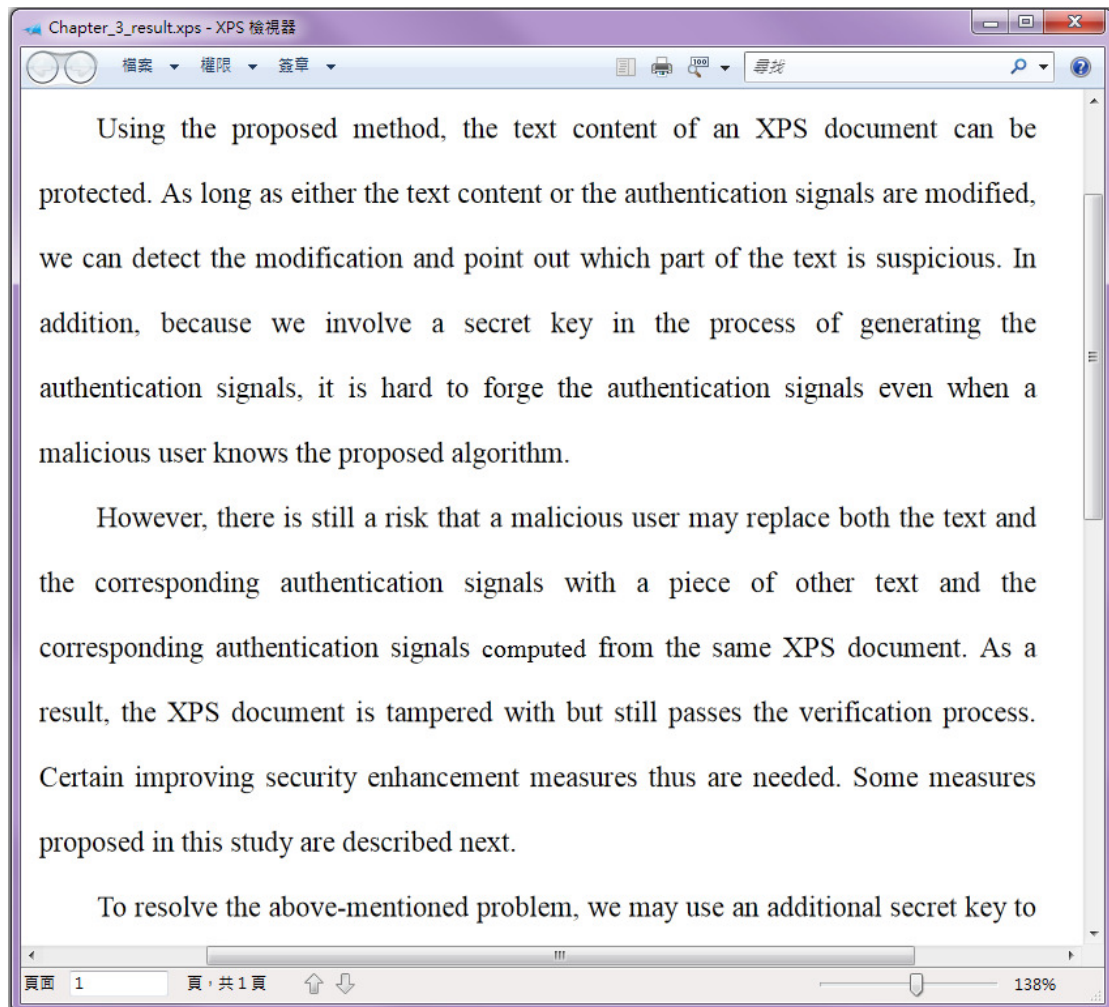 Chapter_3_result.xps - XPS 檢視器
檔案 權限 簽章 100 尋找
Using the proposed method, the text content of an XPS document can be
protected. As long as either the text content or the authentication signals are modified,
we can detect the modification and point out which part of the text is suspicious. In
addition, because we involve a secret key in the process of generating the
authentication signals, it is hard to forge the authentication signals even when a
malicious user knows the proposed algorithm.
However, there is still a risk that a malicious user may replace both the text and
the corresponding authentication signals with a piece of other text and the
corresponding authentication signals computed from the same XPS document. As a
result, the XPS document is tampered with but still passes the verification process.
Certain improving security enhancement measures thus are needed. Some measures
proposed in this study are described next.
To resolve the above-mentioned problem, we may use an additional secret key to
頁面 1 頁，共 1 頁 138%